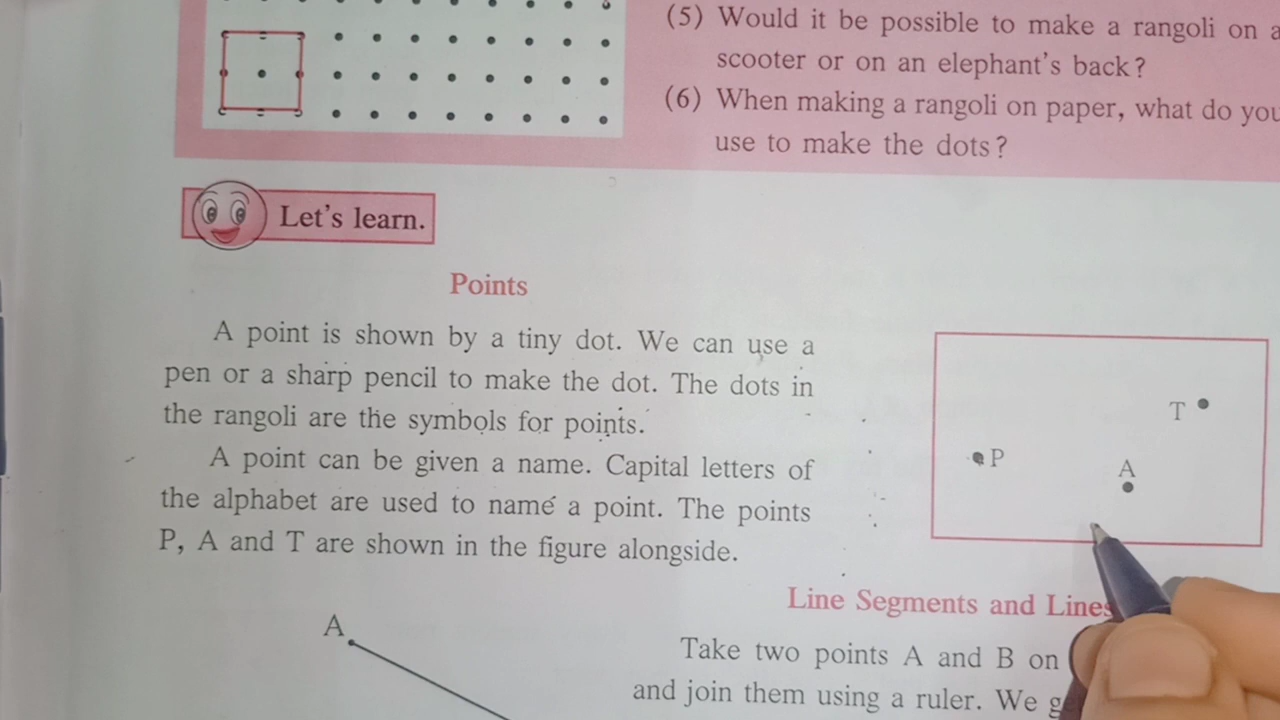 (5) Would it be possible to make a rangoli on a
scooter or on an elephant's back?
(6) When making a rangoli on paper, what do you
use to make the dots?
Let's learn.
Points
A point is shown by a tiny dot. We can use a
pen or a sharp pencil to make the dot. The dots in
the rangoli are the symbols for points.
A point can be given a name. Capital letters of
the alphabet are used to name a point. The points
P, A and T are shown in the figure alongside.
T
P
A
Line Segments and Lines
A
Take two points A and B on
and join them using a ruler. We